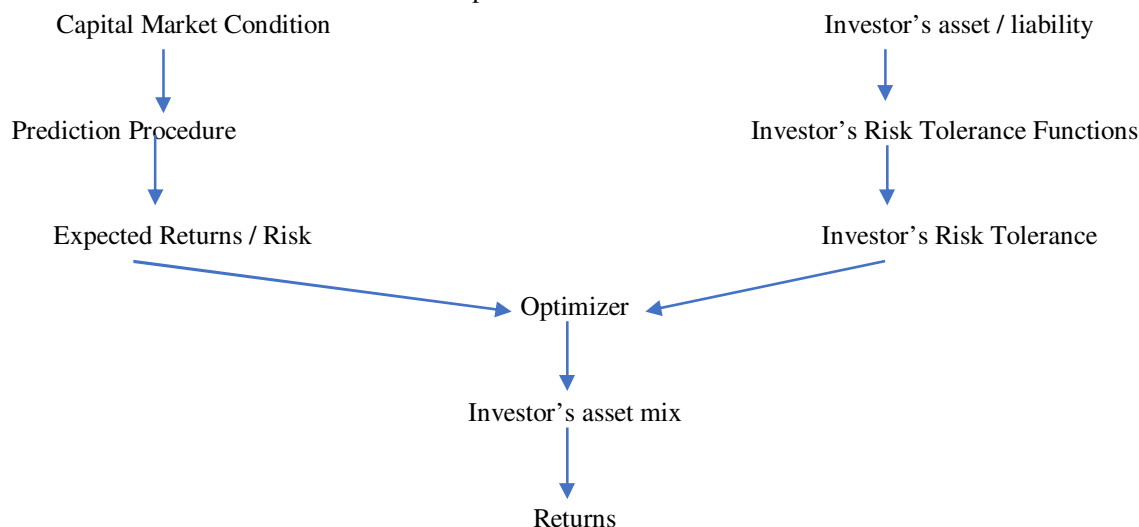 Capital Market Condition
Investor’s asset / liability
Prediction Procedure
Investor’s Risk Tolerance Functions
Expected Returns / Risk
Investor’s Risk Tolerance
Optimizer
Investor’s asset mix
Returns